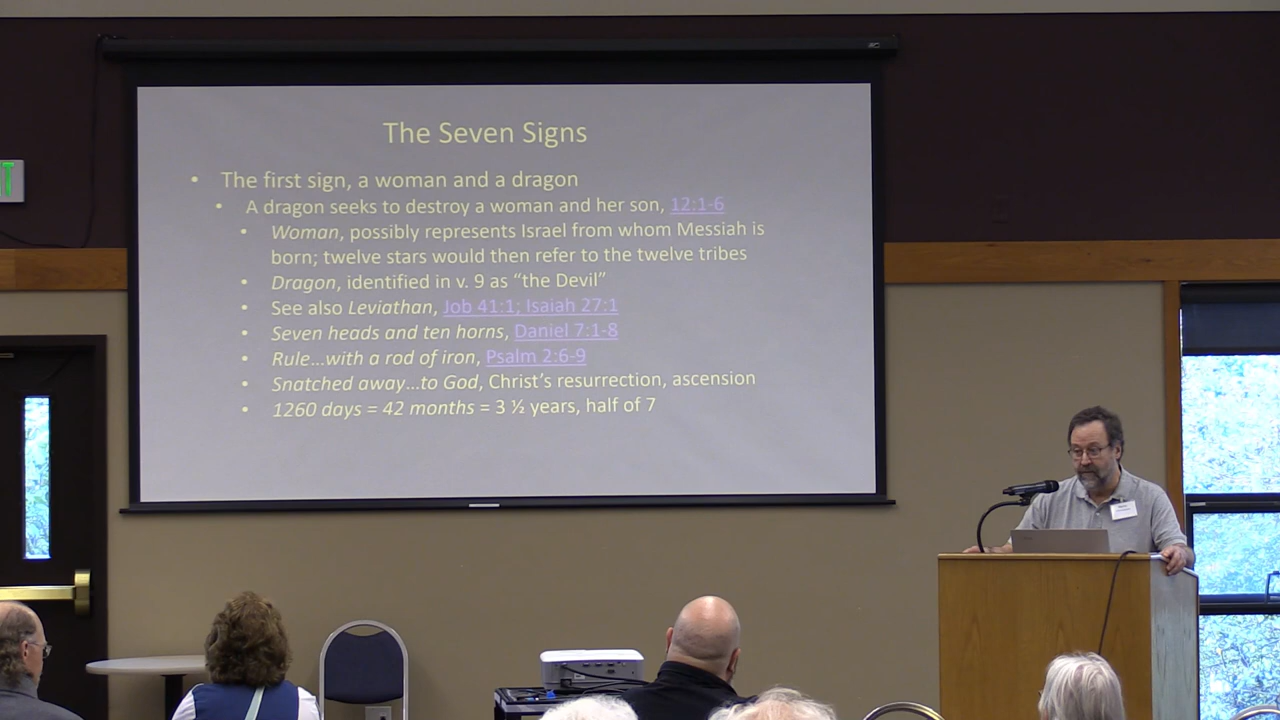 The Seven Signs
• The first sign, a woman and a dragon
• A dragon seeks to destroy a woman and her son, 12:1-6
• Woman, possibly represents Israel from whom Messiah is
born; twelve stars would then refer to the twelve tribes
• Dragon, identified in v. 9 as “the Devil”
• See also Leviathan, Job 41:1; Isaiah 27:1
• Seven heads and ten horns, Daniel 7:1-8
• Rule…with a rod of iron, Psalm 2:6-9
• Snatched away…to God, Christ’s resurrection, ascension
• 1260 days = 42 months = 3 ½ years, half of 7
T